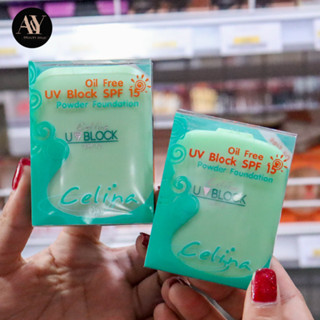 Oil Free
UV Block SPF 15
Powder Foundation
UV BLOCK
Celina
Oil Free
UV Block SPF 15
Powder Foundation
UV BLOCK
Celina